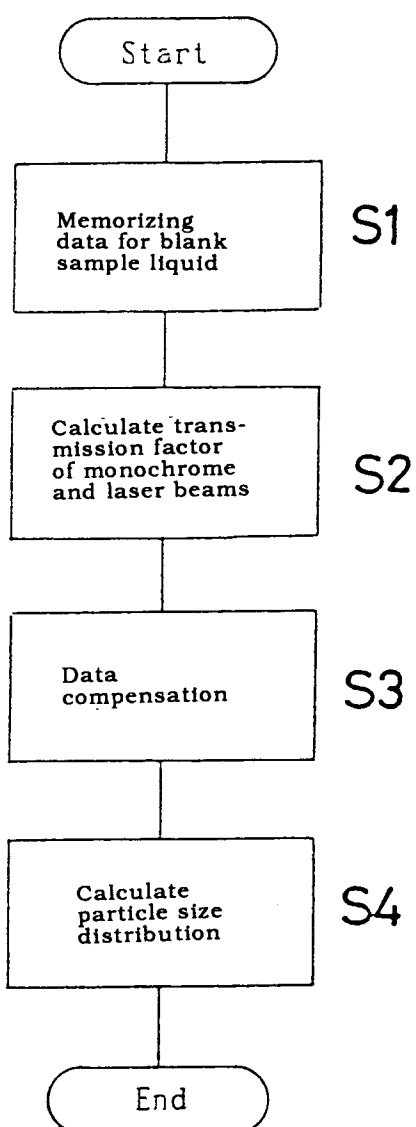 Start
Memorizing
data for blank
sample liquid
S1
Calculate trans-
mission factor
of monochrome
and laser beams
S2
Data
compensation
S3
Calculate
particle size
distribution
S4
End